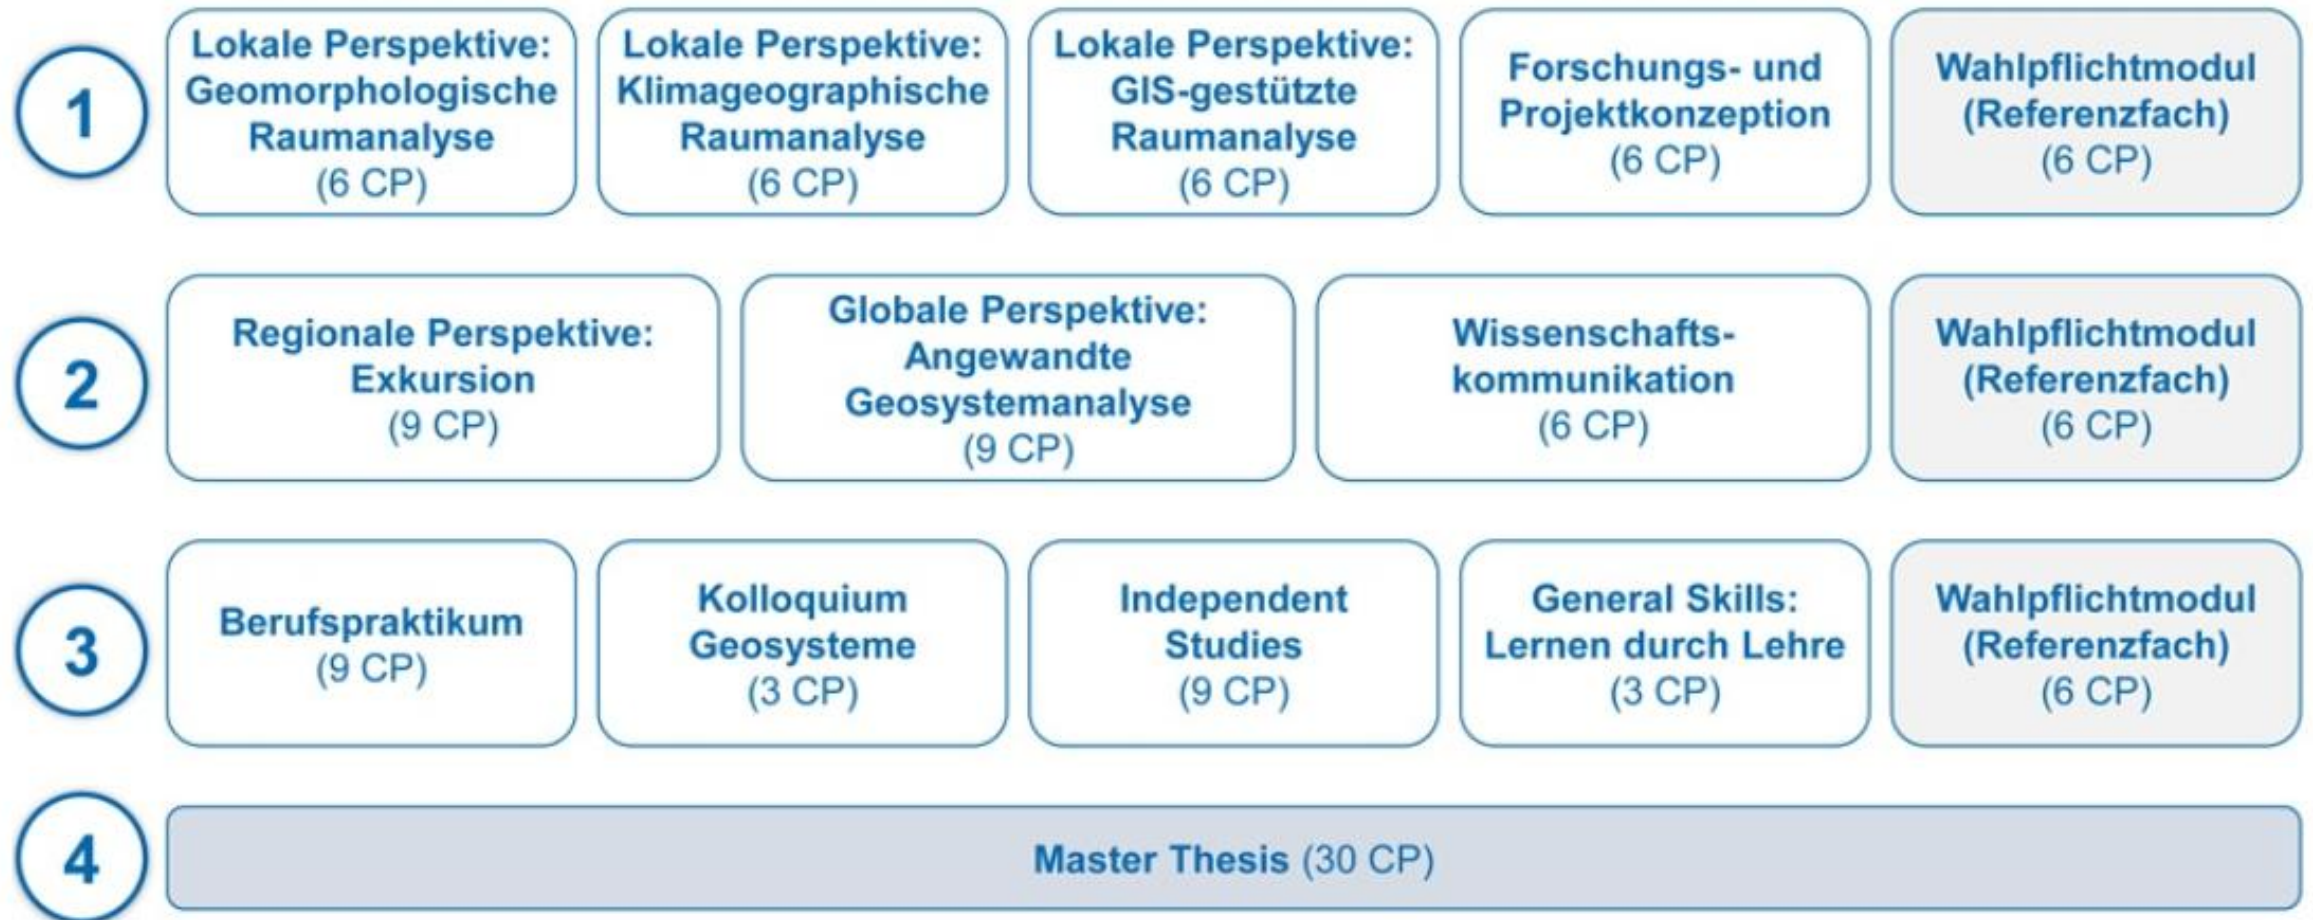 1
Lokale Perspektive:
Geomorphologische
Raumanalyse
(6 CP)
Lokale Perspektive:
Klimageographische
Raumanalyse
(6 CP)
Lokale Perspektive:
GIS-gestützte
Raumanalyse
(6 CP)
Forschungs- und
Projektkonzeption
(6 CP)
Wahlpflichtmodul
(Referenzfach)
(6 CP)
2
Regionale Perspektive:
Exkursion
(9 CP)
Globale Perspektive:
Angewandte
Geosystemanalyse
(9 CP)
Wissenschafts-
kommunikation
(6 CP)
Wahlpflichtmodul
(Referenzfach)
(6 CP)
3
Berufspraktikum
(9 CP)
Kolloquium
Geosysteme
(3 CP)
Independent
Studies
(9 CP)
General Skills:
Lernen durch Lehre
(3 CP)
Wahlpflichtmodul
(Referenzfach)
(6 CP)
4
Master Thesis (30 CP)